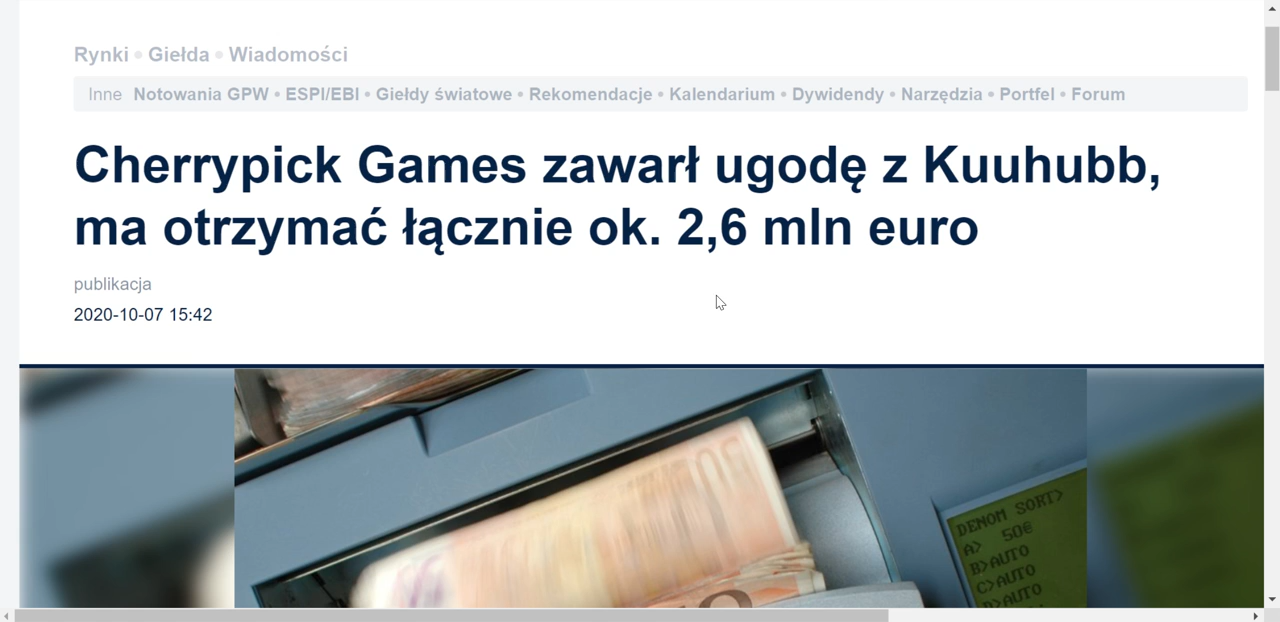 Rynki • Giełda • Wiadomości
Inne Notowania GPW • ESPI/EBI • Giełdy światowe • Rekomendacje • Kalendarium • Dywidendy • Narzędzia • Portfel • Forum
Cherrypick Games zawarł ugodę z Kuuhubb,
ma otrzymać łącznie ok. 2,6 mln euro
publikacja
2020-10-07 15:42
DENOM SORT>
A> 50€
B>AUTO
C>AUTO
D>AUTO